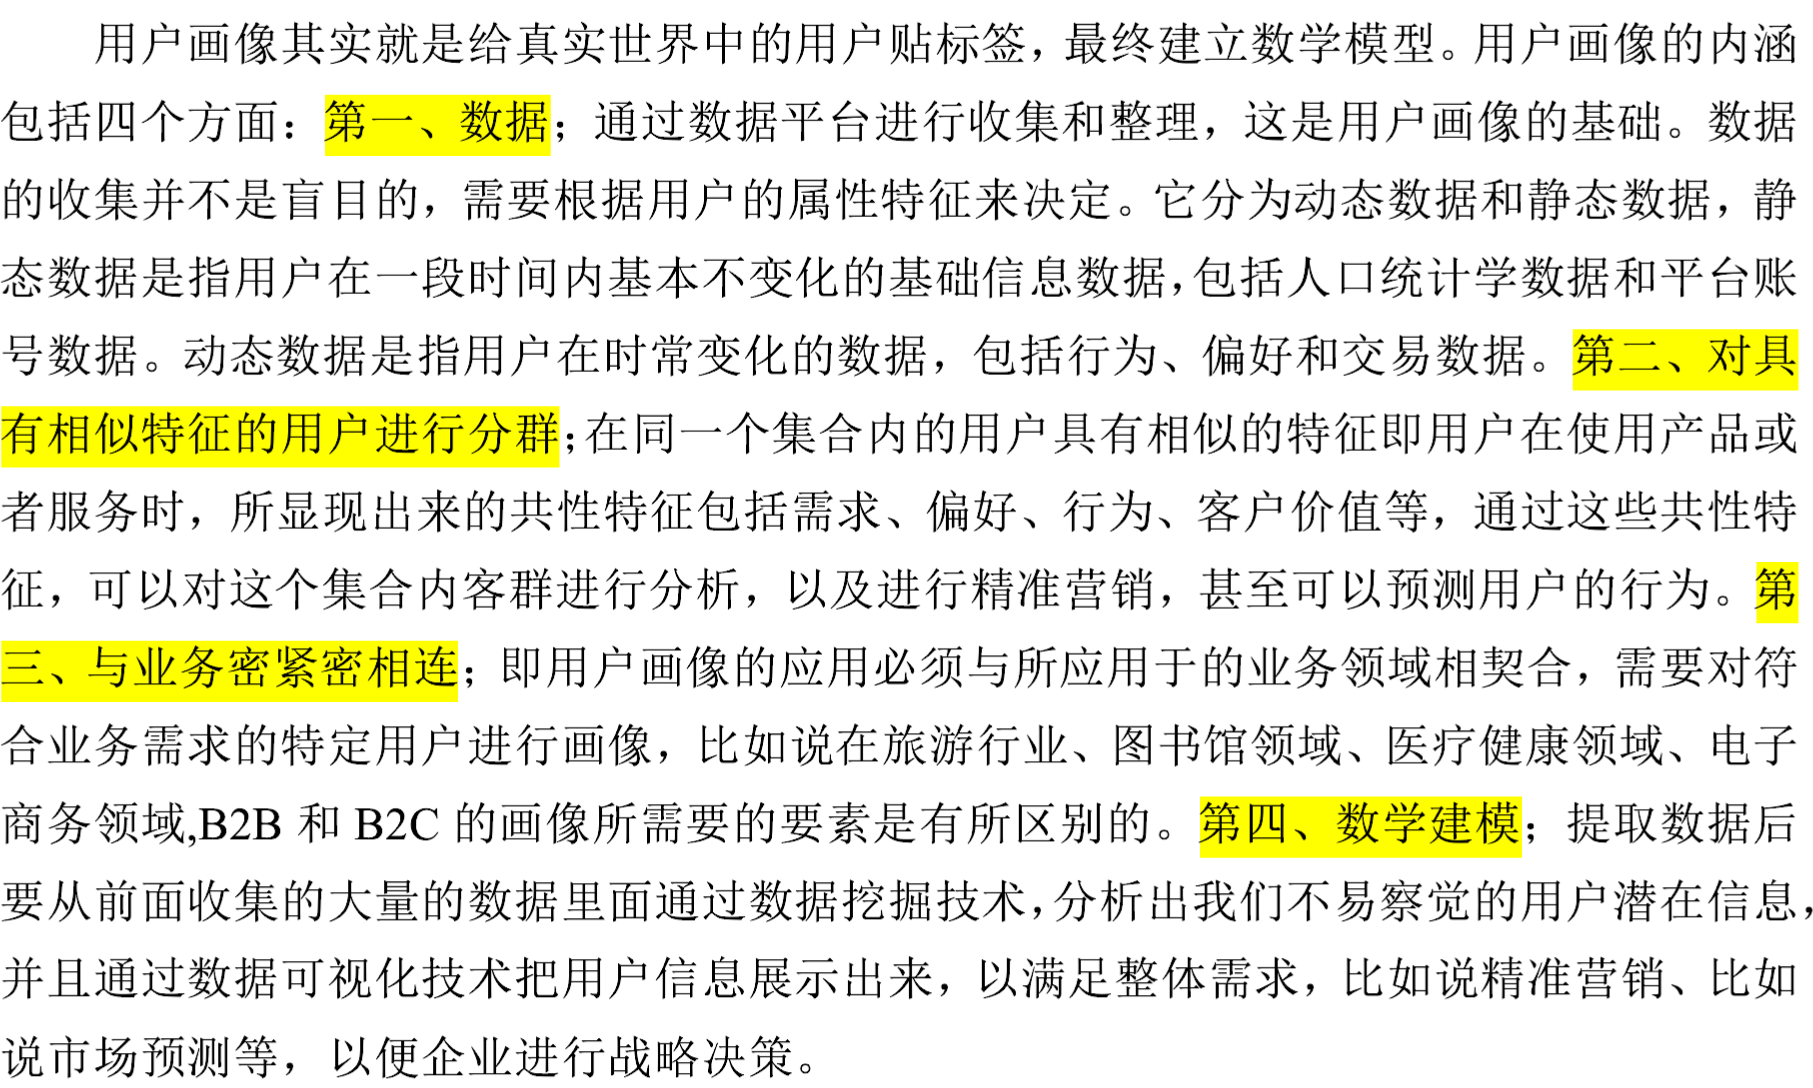 用户画像其实就是给真实世界中的用户贴标签，最终建立数学模型。用户画像的内涵
包括四个方面：第一、数据；通过数据平台进行收集和整理，这是用户画像的基础。数据
的收集并不是盲目的，需要根据用户的属性特征来决定。它分为动态数据和静态数据，静
态数据是指用户在一段时间内基本不变化的基础信息数据，包括人口统计学数据和平台账
号数据。动态数据是指用户在时常变化的数据，包括行为、偏好和交易数据。第二、对具
有相似特征的用户进行分群；在同一个集合内的用户具有相似的特征即用户在使用产品或
者服务时，所显现出来的共性特征包括需求、偏好、行为、客户价值等，通过这些共性特
征，可以对这个集合内客群进行分析，以及进行精准营销，甚至可以预测用户的行为。第
三、与业务密紧密相连；即用户画像的应用必须与所应用于的业务领域相契合，需要对符
合业务需求的特定用户进行画像，比如说在旅游行业、图书馆领域、医疗健康领域、电子
商务领域,B2B 和 B2C 的画像所需要的要素是有所区别的。第四、数学建模；提取数据后
要从前面收集的大量的数据里面通过数据挖掘技术，分析出我们不易察觉的用户潜在信息，
并且通过数据可视化技术把用户信息展示出来，以满足整体需求，比如说精准营销、比如
说市场预测等，以便企业进行战略决策。